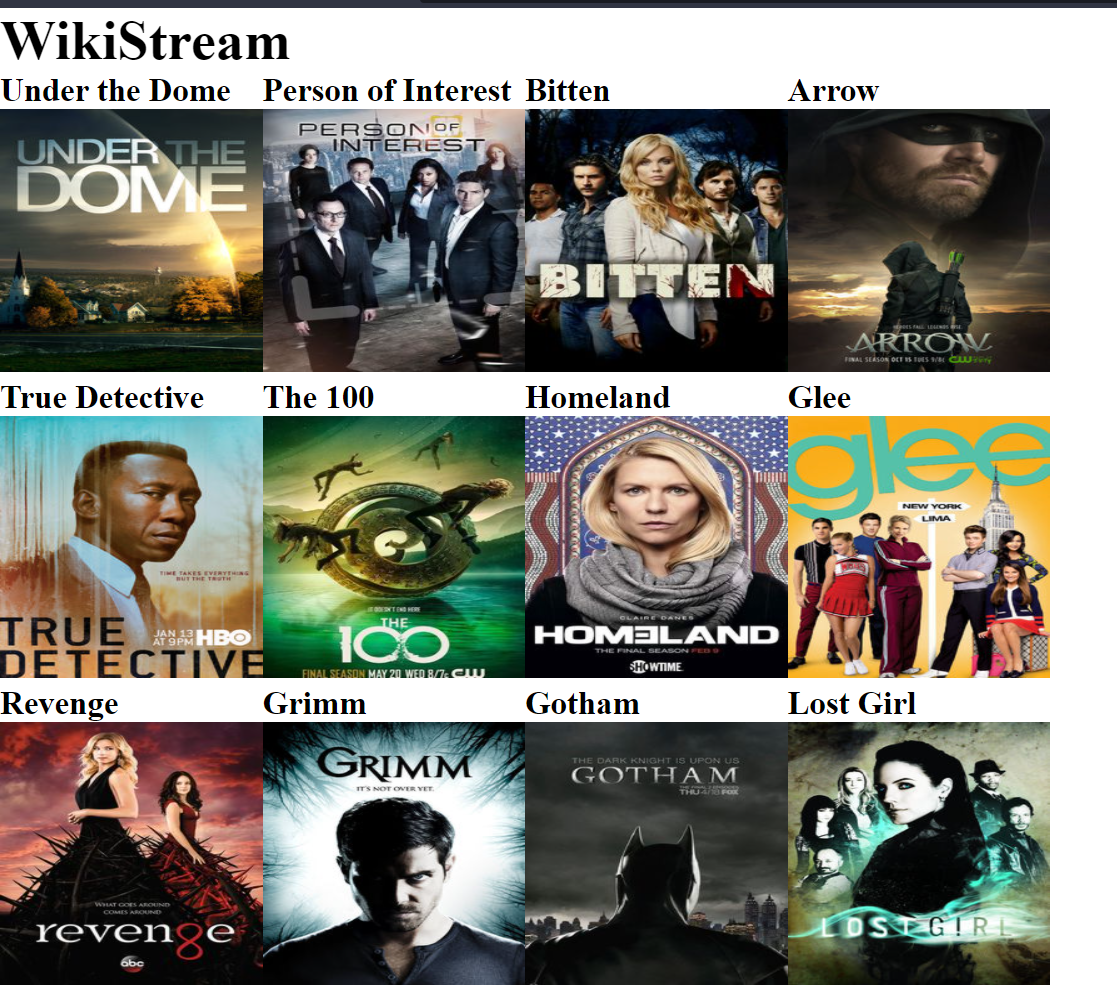 WikiStream
Under the Dome
Person of Interest
Bitten
Arrow
UNDER THE
DOME
PERSON OF
INTEREST
BITTEN
HEROES FALL. LEGENDS RISE.
ARROW
FINAL SEASON OCT 15 TUES 9/8c CW
True Detective
The 100
Homeland
Glee
TIME TAKES EVERYTHING
BUT THE TRUTH
TRUE
JAN 13
AT 9PM HBO
DETECTIVE
IT DOESN'T END HERE
THE
100
FINAL SEASON MAY 20 WED 8/7c CW
CLAIRE DANES
HOMELAND
THE FINAL SEASON FEB 9
SHOWTIME
glee
NEW YORK
LIMA
Revenge
Grimm
Gotham
Lost Girl
WHAT GOES AROUND
COMES AROUND
revenge
abc
GRIMM
IT'S NOT OVER YET.
THE DARK KNIGHT IS UPON US
GOTHAM
THU 4/18 FOX
LOST GIRL